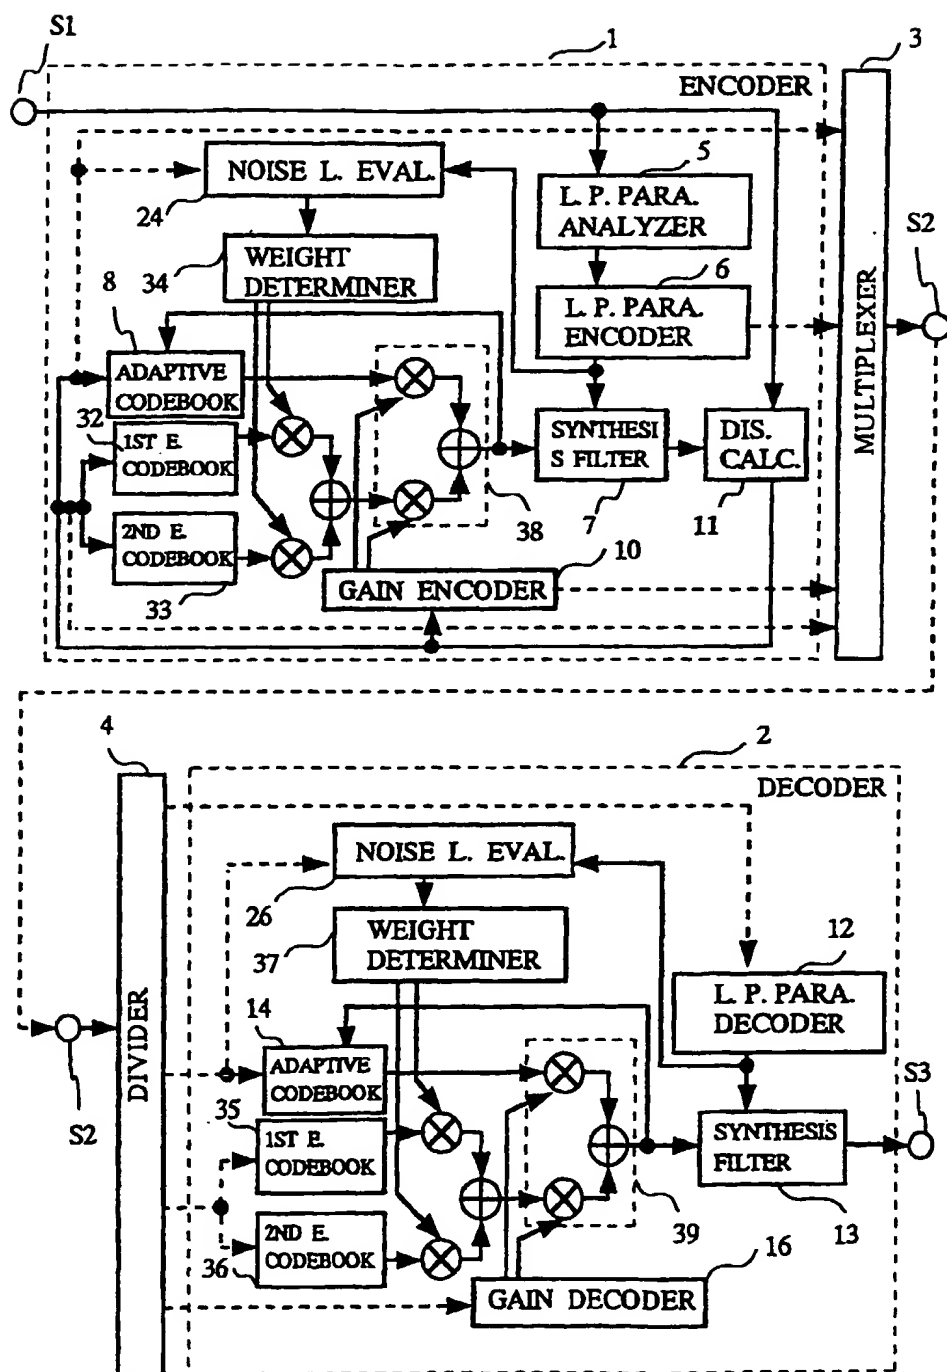 S1
1
3
ENCODER
NOISE L. EVAL.
24
5
L. P. PARA.
ANALYZER
S2
WEIGHT
DETERMINER
34
6
L. P. PARA.
ENCODER
8
ADAPTIVE
CODEBOOK
MULTIPLEXER
32
1ST E.
CODEBOOK
SYNTHESI
S FILTER
7
DIS.
CALC.
11
38
2ND E.
CODEBOOK
33
10
GAIN ENCODER
4
2
DECODER
NOISE L. EVAL.
26
WEIGHT
DETERMINER
37
12
L. P. PARA.
DECODER
DIVIDER
S2
14
ADAPTIVE
CODEBOOK
35
1ST E.
CODEBOOK
S3
SYNTHESIS
FILTER
13
39
2ND E.
CODEBOOK
36
16
GAIN DECODER